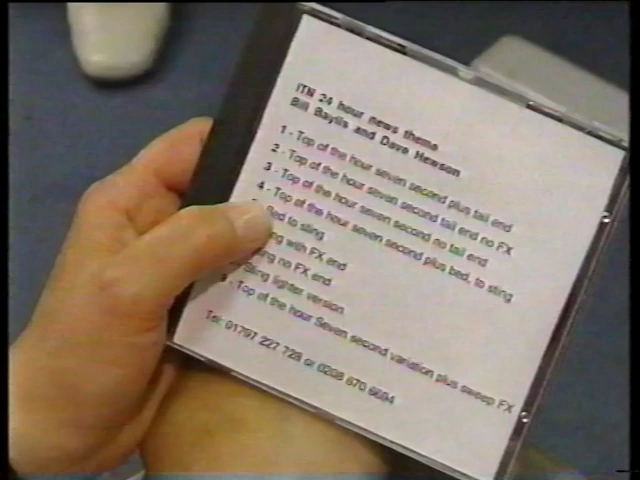 ITN 24 hour news theme
Bill Baylis and Dave Hewson
1 - Top of the hour seven second plus tail end
2 - Top of the hour seven second tail end no FX
3 - Top of the hour seven second no tail end
4 - Top of the hour seven second plus bed, to sting
Bed to sting
with FX end
no FX end
Sting lighter version
- Top of the hour Seven second variation plus sweep FX
Tel: 01797 227 728 or 0208 670